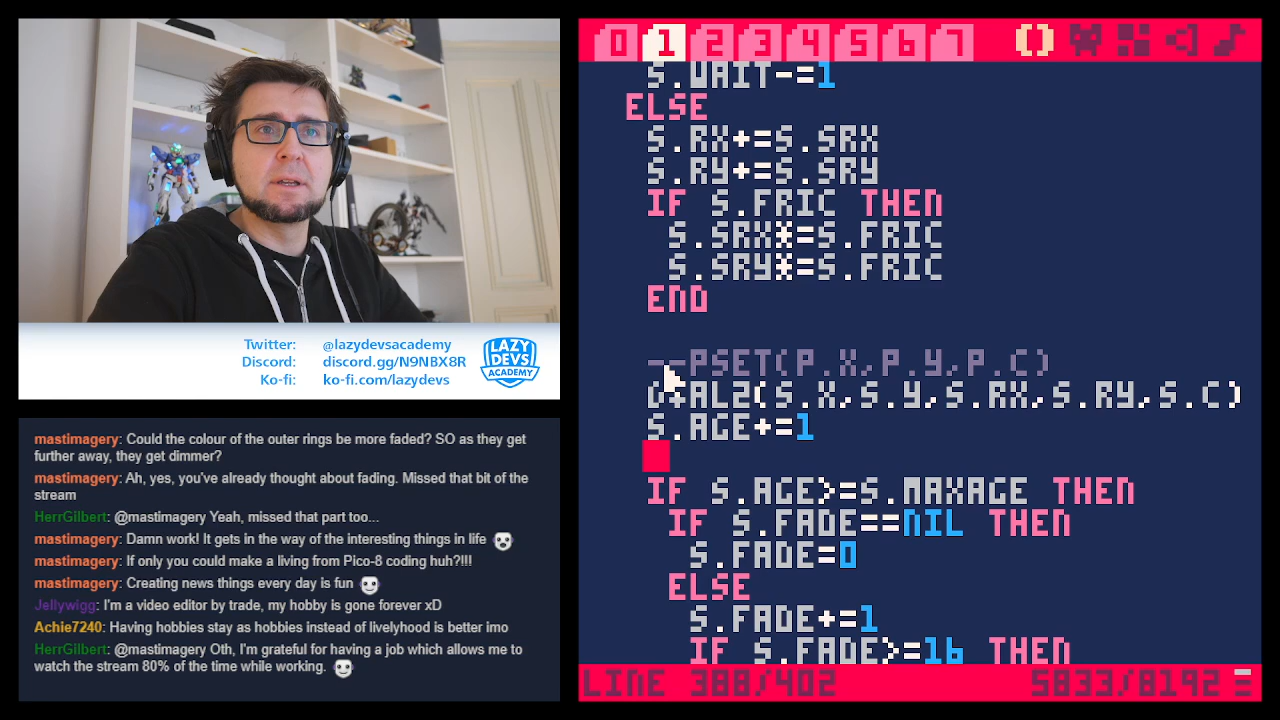 Twitter: @lazydevsacademy
Discord: discord.gg/N9NBX8R
Ko-fi: ko-fi.com/lazydevs
LAZY
DEVS
ACADEMY
mastimagery: Could the colour of the outer rings be more faded? SO as they get
further away, they get dimmer?
mastimagery: Ah, yes, you've already thought about fading. Missed that bit of the
stream
HerrGilbert: @mastimagery Yeah, missed that part too...
mastimagery: Damn work! It gets in the way of the interesting things in life
mastimagery: If only you could make a living from Pico-8 coding huh?!!!
mastimagery: Creating news things every day is fun
Jellywigg: I'm a video editor by trade, my hobby is gone forever xD
Achie7240: Having hobbies stay as hobbies instead of livelyhood is better imo
HerrGilbert: @mastimagery Oth, I'm grateful for having a job which allows me to
watch the stream 80% of the time while working.
0 1 2 3 4 5 6 7 ()
S.WAIT-=1
ELSE
S.RX+=S.SRX
S.RY+=S.SRY
IF S.FRIC THEN
S.SRX*=S.FRIC
S.SRY*=S.FRIC
END
--PSET(P.X,P.Y,P.C)
(S.X,S.Y,S.RX,S.RY,S.C)
S.AGE+=1
IF S.AGE>=S.MAXAGE THEN
IF S.FADE==NIL THEN
S.FADE=0
ELSE
S.FADE+=1
IF S.FADE>=16 THEN
LINE 388/402 5833/8192